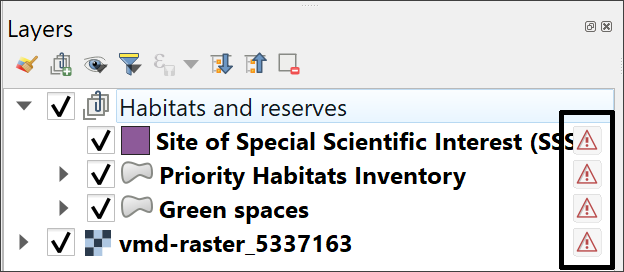 Layers
Habitats and reserves
Site of Special Scientific Interest (SSS
Priority Habitats Inventory
Green spaces
vmd-raster_5337163